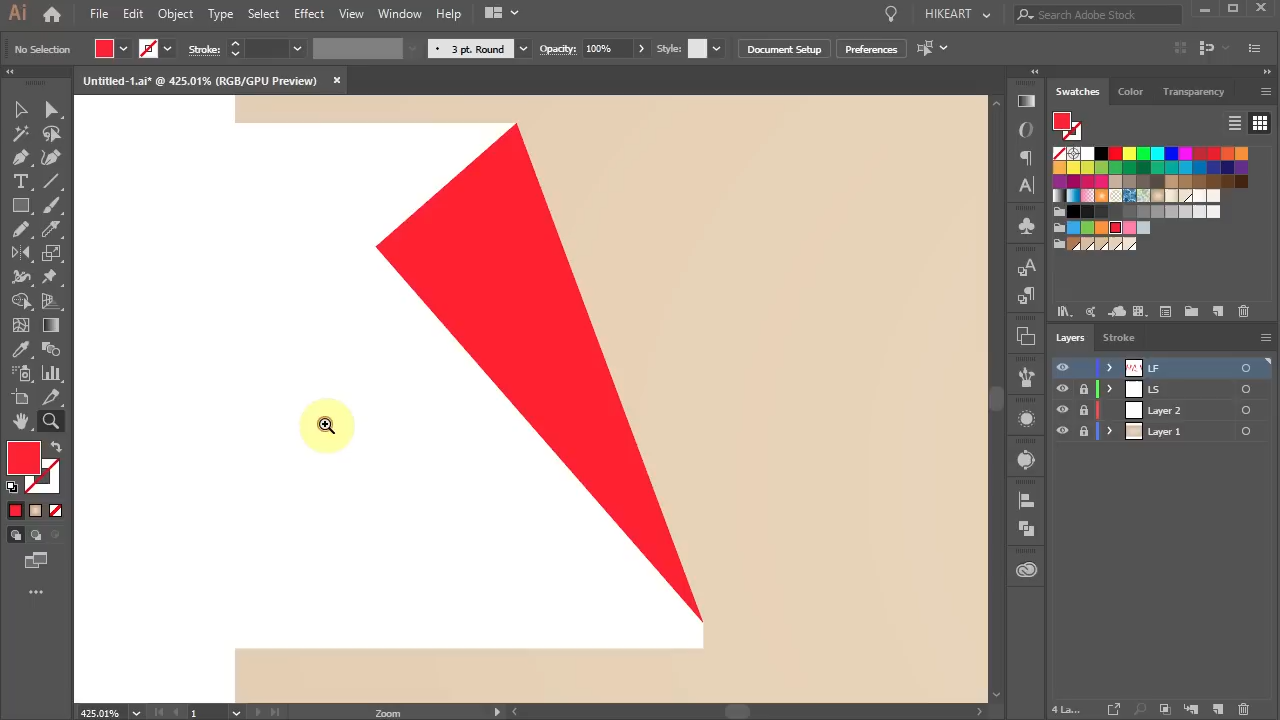 Ai File Edit Object Type Select Effect View Window Help HIKEART Search Adobe Stock
No Selection Stroke: 3 pt. Round Opacity: 100% Style: Document Setup Preferences
Untitled-1.ai* @ 425.01% (RGB/GPU Preview) ×
Swatches Color Transparency
Layers Stroke
LF
LS
Layer 2
Layer 1
425.01% 1 Zoom 4 La...